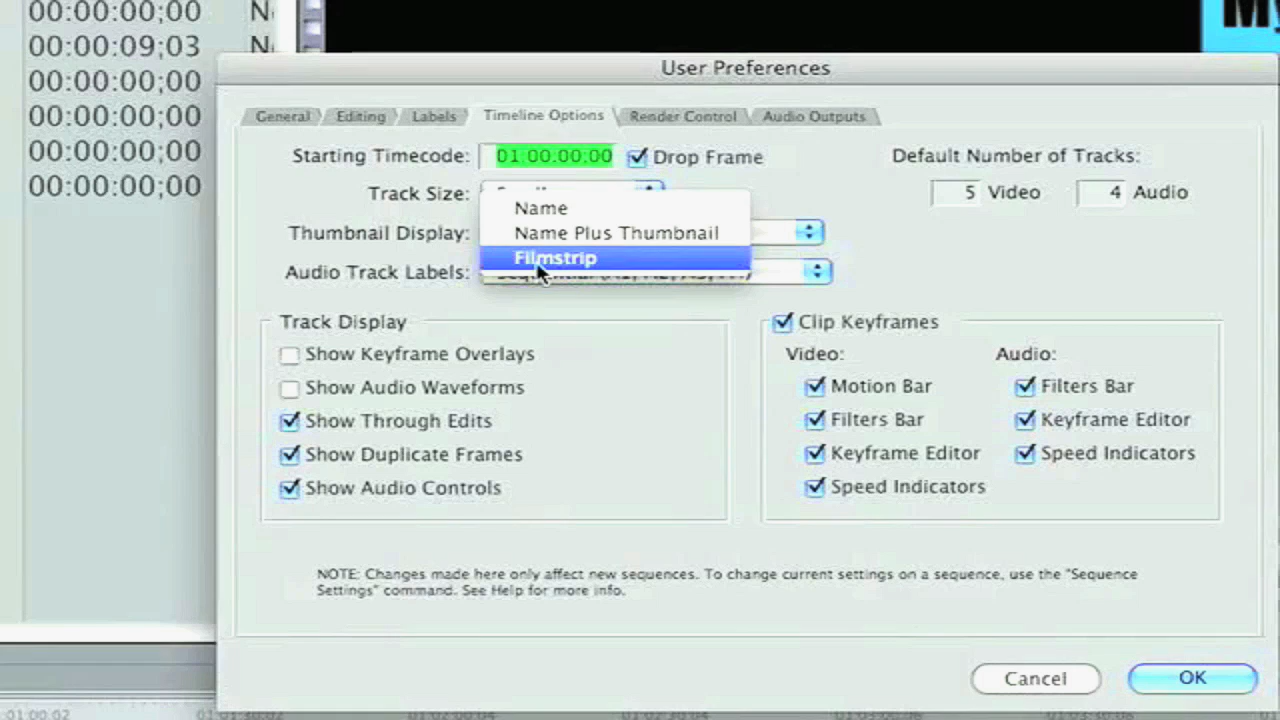 00:00:00;00
00:00:09;03
00:00:00;00
00:00:00;00
00:00:00;00
00:00:00;00
My
User Preferences
General
Editing
Labels
Timeline Options
Render Control
Audio Outputs
Starting Timecode: 01:00:00;00 Drop Frame
Default Number of Tracks:
5 Video 4 Audio
Track Size:
Thumbnail Display:
Name
Name Plus Thumbnail
Filmstrip
Audio Track Labels:
Track Display
Show Keyframe Overlays
Show Audio Waveforms
Show Through Edits
Show Duplicate Frames
Show Audio Controls
Clip Keyframes
Video:
Motion Bar
Filters Bar
Keyframe Editor
Speed Indicators
Audio:
Filters Bar
Keyframe Editor
Speed Indicators
NOTE: Changes made here only affect new sequences. To change current settings on a sequence, use the "Sequence
Settings" command. See Help for more info.
Cancel
OK